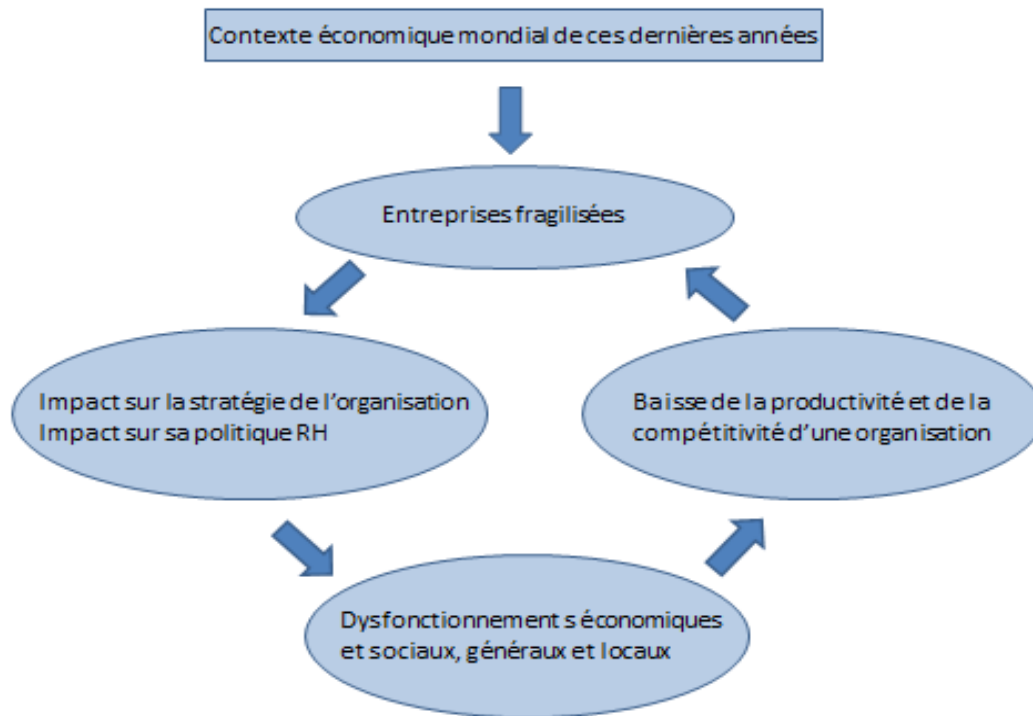 Contexte économique mondial de ces dernières années
Entreprises fragilisées
Impact sur la stratégie de l'organisation
Impact sur sa politique RH
Baisse de la productivité et de la
compétitivité d'une organisation
Dysfonctionnement s économiques
et sociaux, généraux et locaux